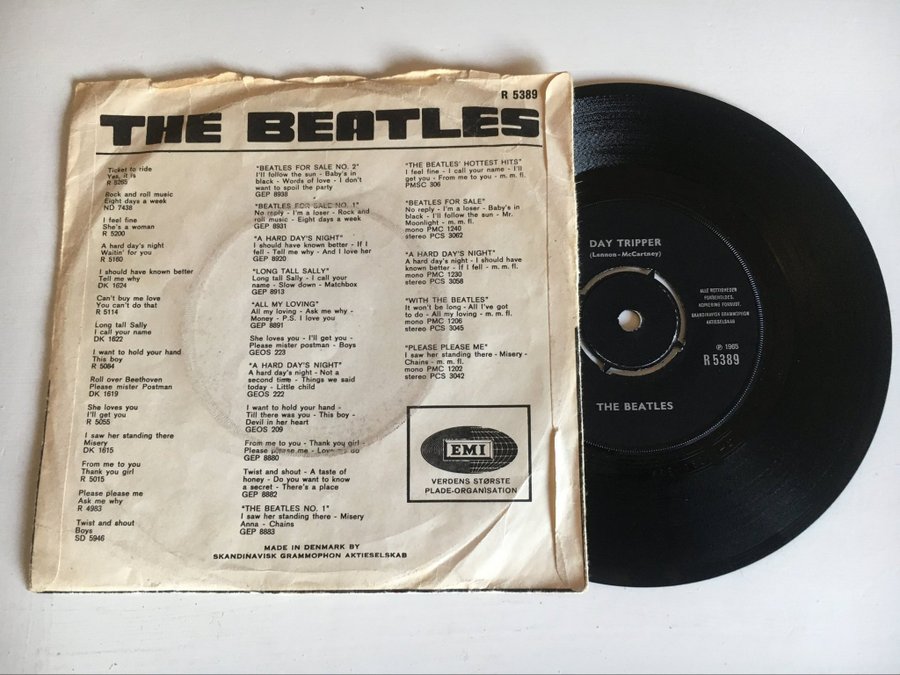 R 5389
THE BEATLES
Ticket to ride
Yes, it is
R 5265
Rock and roll music
Eight days a week
ND 7438
I feel fine
She's a woman
R 5200
A hard day's night
Waitin' for you
R 5160
I should have known better
Tell me why
DK 1624
Can't buy me love
You can't do that
R 5114
Long tall Sally
I call your name
DK 1622
I want to hold your hand
This boy
R 5084
Roll over Beethoven
Please mister Postman
DK 1619
She loves you
I'll get you
R 5055
I saw her standing there
Misery
DK 1615
From me to you
Thank you girl
R 5015
Please please me
Ask me why
R 4983
Twist and shout
Boys
SD 5946
"BEATLES FOR SALE NO. 2"
I'll follow the sun - Baby's in
black - Words of love - I don't
want to spoil the party
GEP 8938
"BEATLES FOR SALE NO. 1"
No reply - I'm a loser - Rock and
roll music - Eight days a week
GEP 8931
"A HARD DAY'S NIGHT"
I should have known better - If I
fell - Tell me why - And I love her
GEP 8920
"LONG TALL SALLY"
Long tall Sally - I call your
name - Slow down - Matchbox
GEP 8913
"ALL MY LOVING"
All my loving - Ask me why -
Money - P.S. I love you
GEP 8891
She loves you - I'll get you -
Please mister postman - Boys
GEOS 223
"A HARD DAY'S NIGHT"
A hard day's night - Not a
second time - Things we said
today - Little child
GEOS 222
I want to hold your hand -
Till there was you - This boy -
Devil in her heart
GEOS 209
From me to you - Thank you girl -
Please please me - Love me do
GEP 8880
Twist and shout - A taste of
honey - Do you want to know
a secret - There's a place
GEP 8882
"THE BEATLES NO. 1"
I saw her standing there - Misery
Anna - Chains
GEP 8883
"THE BEATLES' HOTTEST HITS"
I feel fine - I call your name - I'll
get you - From me to you - m. m. fl.
PMSC 306
"BEATLES FOR SALE"
No reply - I'm a loser - Baby's in
black - I'll follow the sun - Mr.
Moonlight - m. m. fl.
mono PMC 1240
stereo PCS 3062
"A HARD DAY'S NIGHT"
A hard day's night - I should have
known better - If I fell - m. m. fl.
mono PMC 1230
stereo PCS 3058
"WITH THE BEATLES"
It won't be long - All I've got
to do - All my loving - m. m. fl.
mono PMC 1206
stereo PCS 3045
"PLEASE PLEASE ME"
I saw her standing there - Misery -
Chains - m. m. fl.
mono PMC 1202
stereo PCS 3042
EMI
VERDENS STØRSTE
PLADE-ORGANISATION
MADE IN DENMARK BY
SKANDINAVISK GRAMMOPHON AKTIESELSKAB
DAY TRIPPER
(Lennon-McCartney)
ALLE RETTIGHEDER
FORBEHOLDES.
KOPIERING FORBUDT.
SKANDINAVISK GRAMMOPHON
AKTIESELSKAB
℗ 1965
R 5389
THE BEATLES